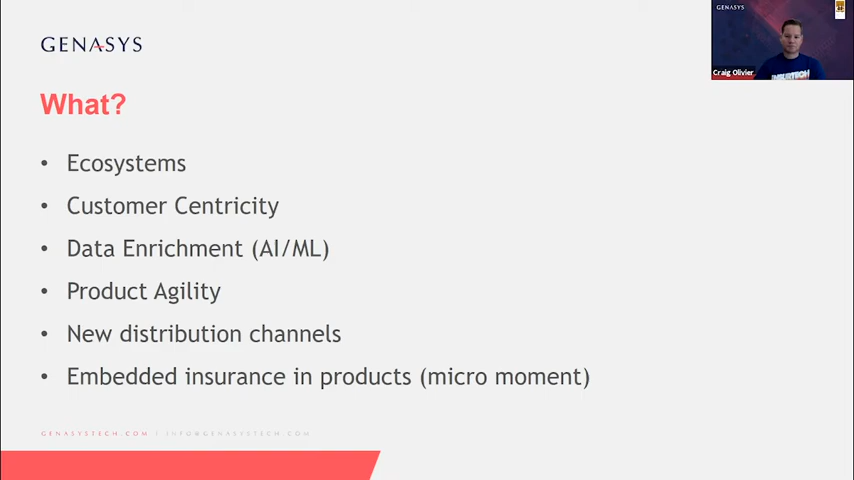 GENASYS
GENASYS
Craig Olivier
What?
• Ecosystems
• Customer Centricity
• Data Enrichment (AI/ML)
• Product Agility
• New distribution channels
• Embedded insurance in products (micro moment)
GENASYSTECH.COM | INFO@GENASYSTECH.COM